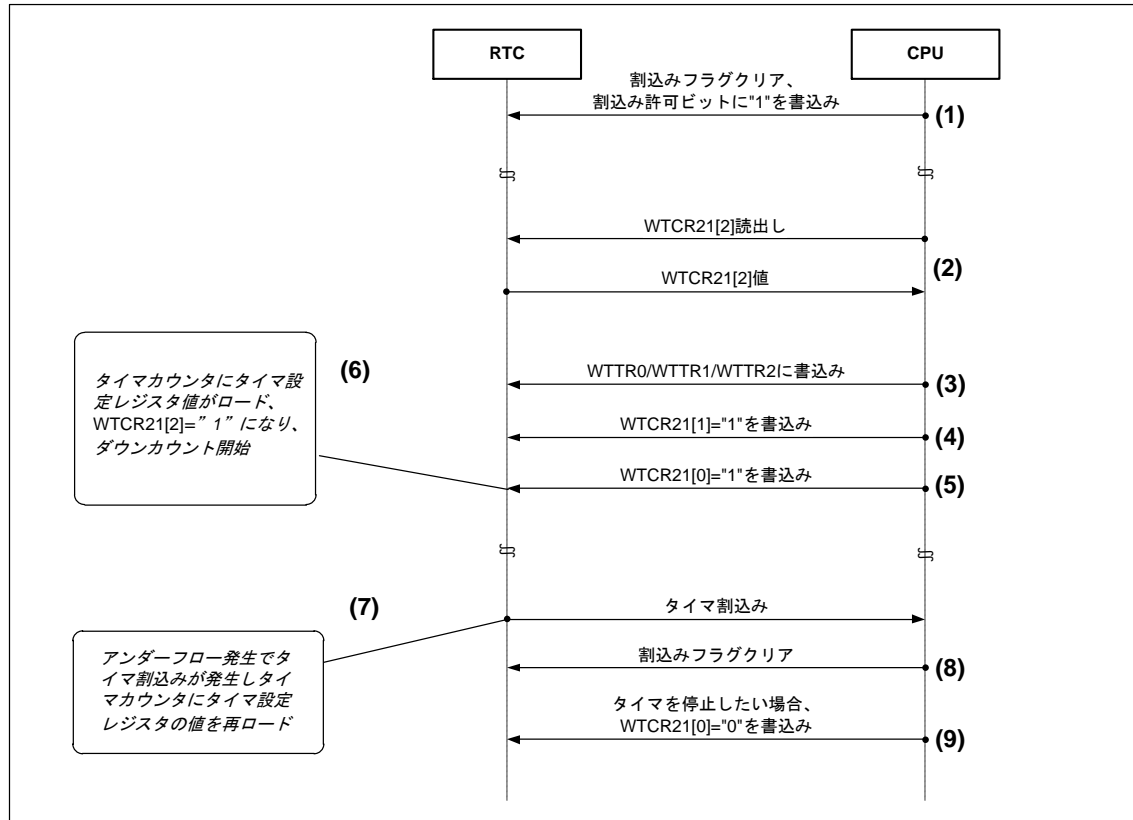 RTC
CPU
割込みフラグクリア、
割込み許可ビットに"1"を書込み
(1)
WTCR21[2]読出し
(2)
WTCR21[2]値
(6)
タイマカウンタにタイマ設
定レジスタ値がロード、
WTCR21[2]=”1”になり、
ダウンカウント開始
WTTR0/WTTR1/WTTR2に書込み
(3)
WTCR21[1]="1"を書込み
(4)
WTCR21[0]="1"を書込み
(5)
(7)
タイマ割込み
アンダーフロー発生でタ
イマ割込みが発生しタイ
マカウンタにタイマ設定
レジスタの値を再ロード
割込みフラグクリア
(8)
タイマを停止したい場合、
WTCR21[0]="0"を書込み
(9)